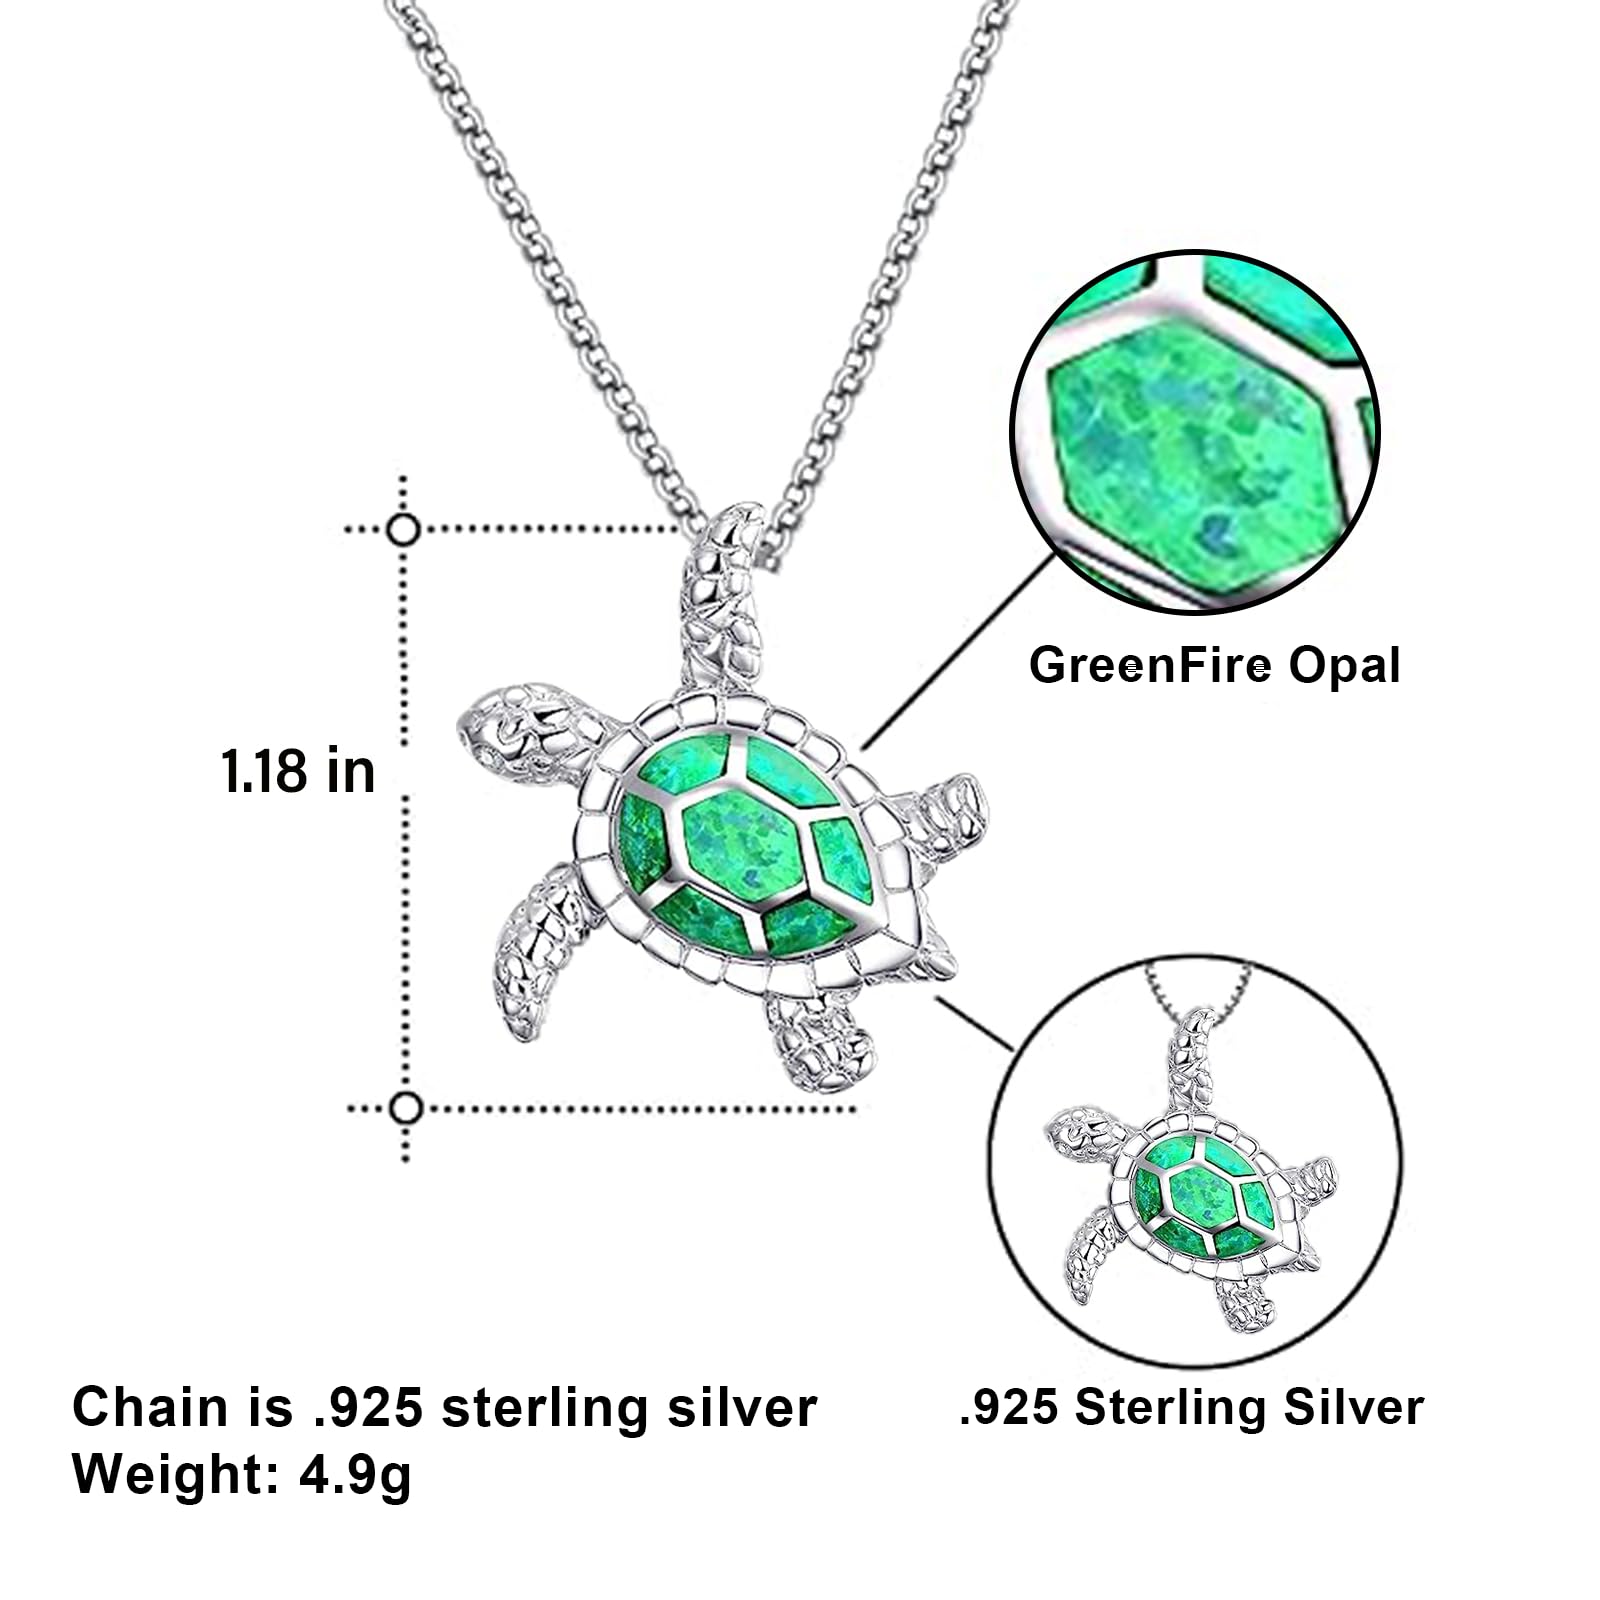 GreenFire Opal
1.18 in
Chain is .925 sterling silver
Weight: 4.9g
.925 Sterling Silver